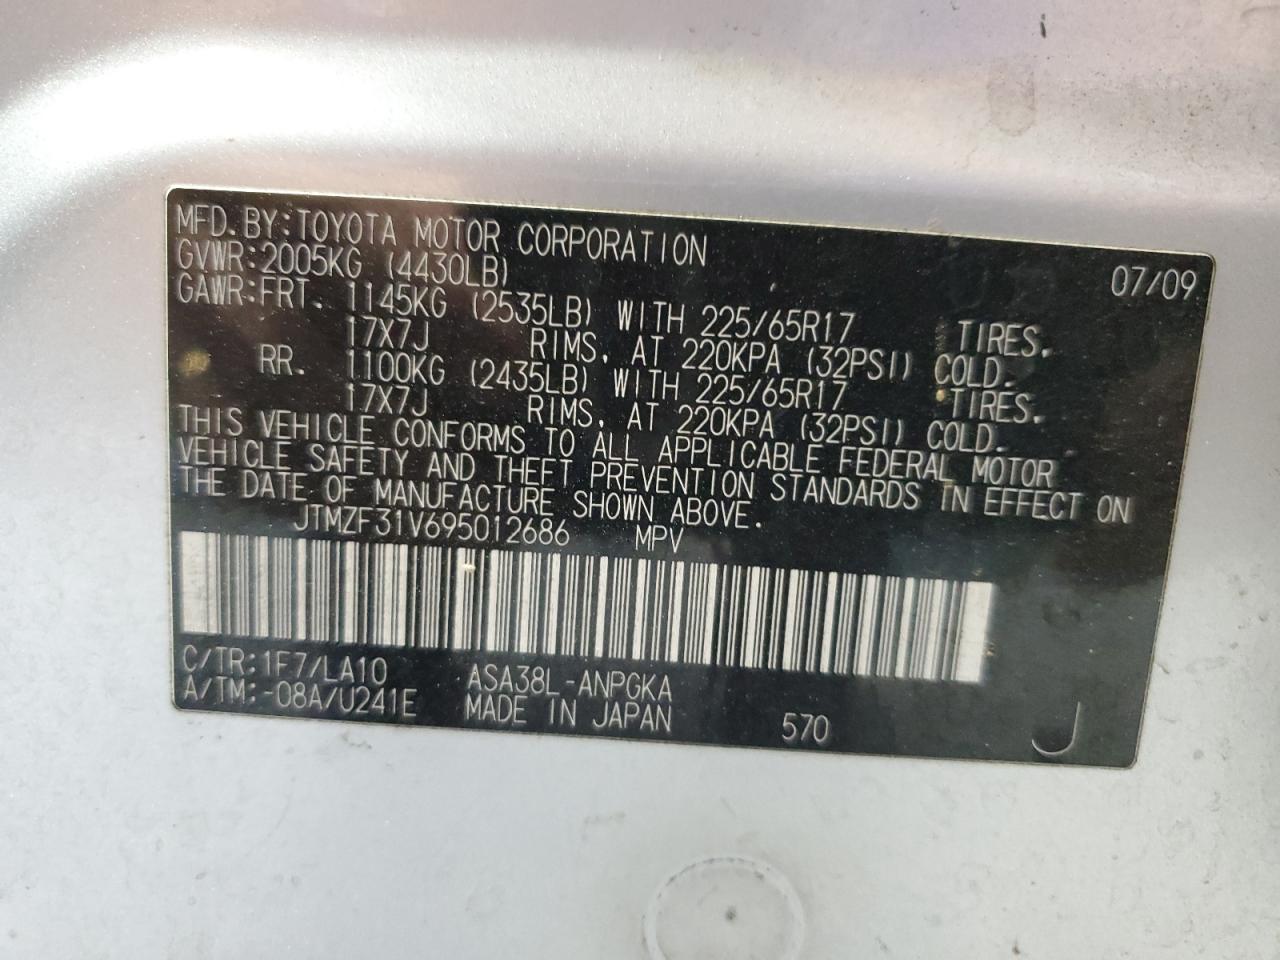 MFD. BY: TOYOTA MOTOR CORPORATION 07/09
GVWR: 2005KG (4430LB)
GAWR: FRT. 1145KG (2535LB) WITH 225/65R17 TIRES,
17X7J RIMS, AT 220KPA (32PSI) COLD.
RR. 1100KG (2435LB) WITH 225/65R17 TIRES,
17X7J RIMS, AT 220KPA (32PSI) COLD.
THIS VEHICLE CONFORMS TO ALL APPLICABLE FEDERAL MOTOR
VEHICLE SAFETY AND THEFT PREVENTION STANDARDS IN EFFECT ON
THE DATE OF MANUFACTURE SHOWN ABOVE.
JTMZF31V695012686 MPV
C/TR: 1F7/LA10 ASA38L-ANPGKA
A/TM: -08A/U241E MADE IN JAPAN 570 J